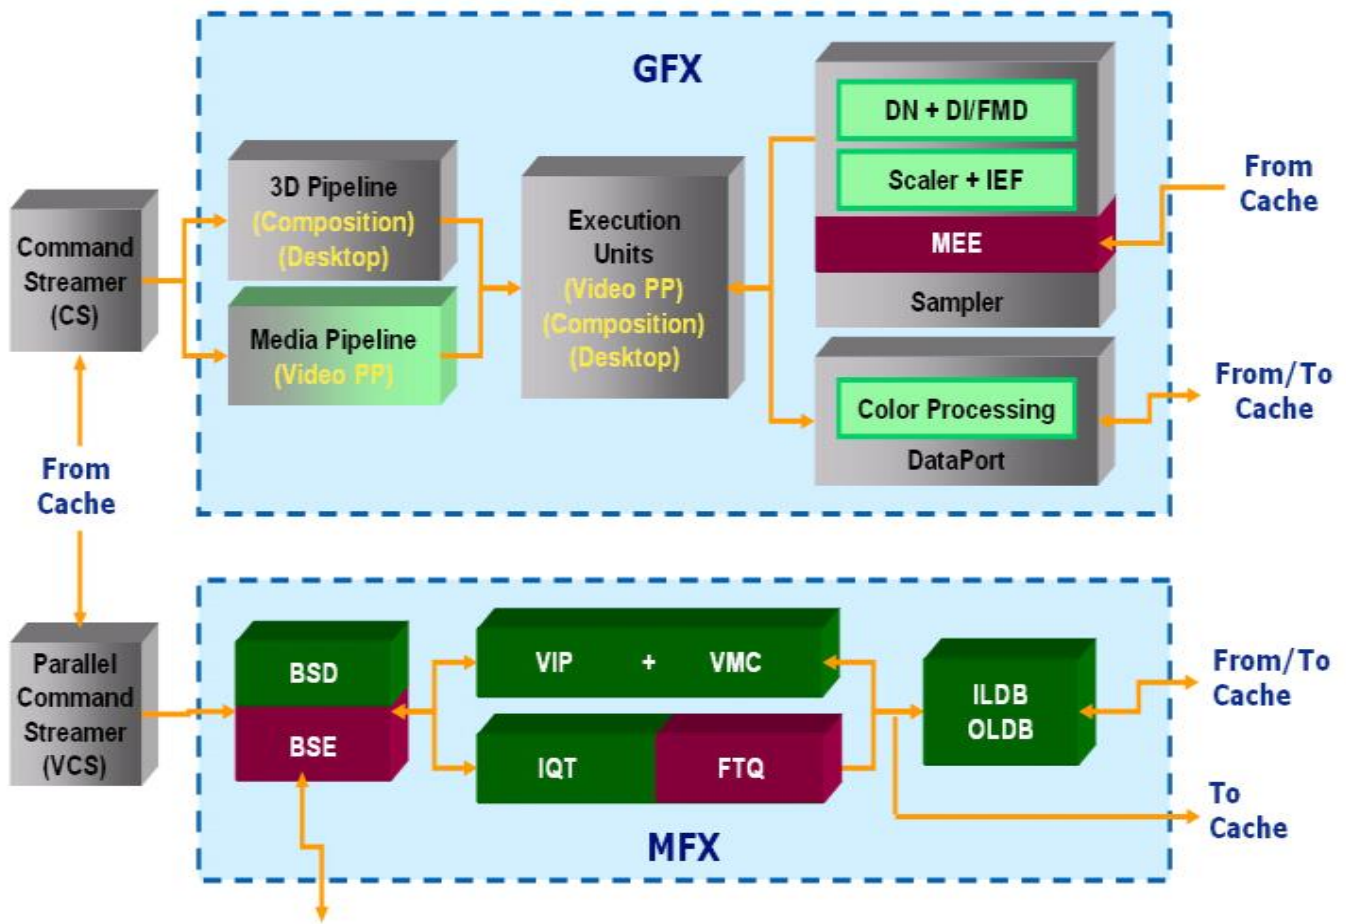 GFX
DN + DI/FMD
Scaler + IEF
MEE
Sampler
From
Cache
3D Pipeline
(Composition)
(Desktop)
Media Pipeline
(Video PP)
Execution
Units
(Video PP)
(Composition)
(Desktop)
Command
Streamer
(CS)
Color Processing
DataPort
From/To
Cache
From
Cache
Parallel
Command
Streamer
(VCS)
BSD
BSE
VIP + VMC
IQT FTQ
ILDB
OLDB
From/To
Cache
To
Cache
MFX